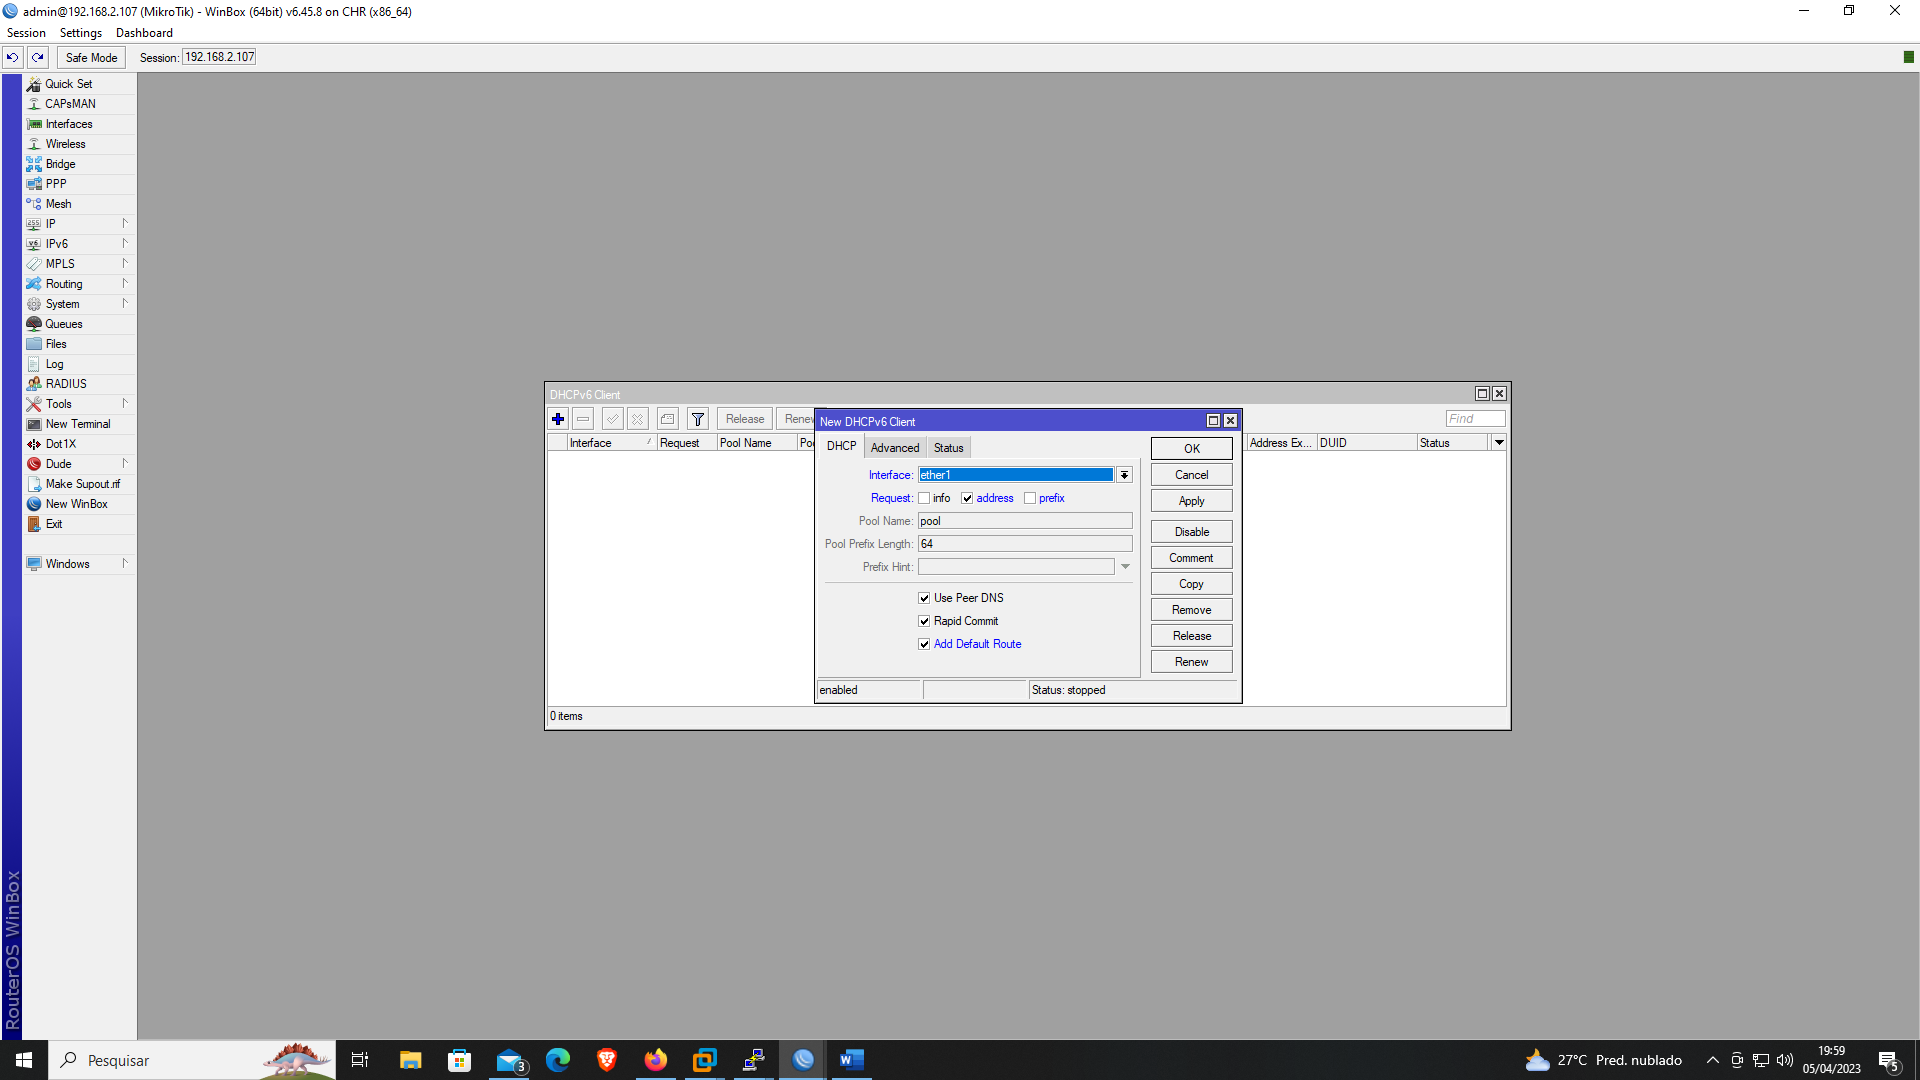 admin@192.168.2.107 (MikroTik) - WinBox (64bit) v6.45.8 on CHR (x86_64)
Session Settings Dashboard
Safe Mode Session: 192.168.2.107
Quick Set
CAPsMAN
Interfaces
Wireless
Bridge
PPP
Mesh
IP
IPv6
MPLS
Routing
System
Queues
Files
Log
RADIUS
Tools
New Terminal
Dot1X
Dude
Make Supout.rif
New WinBox
Exit
Windows
RouterOS WinBox
DHCPv6 Client
Release Renew
Find
Interface Request Pool Name Po
Address Ex... DUID Status
0 items
New DHCPv6 Client
DHCP Advanced Status
Interface: ether1
Request: info address prefix
Pool Name: pool
Pool Prefix Length: 64
Prefix Hint:
Use Peer DNS
Rapid Commit
Add Default Route
OK
Cancel
Apply
Disable
Comment
Copy
Remove
Release
Renew
enabled Status: stopped
Pesquisar
3
27°C Pred. nublado
19:59
05/04/2023
5